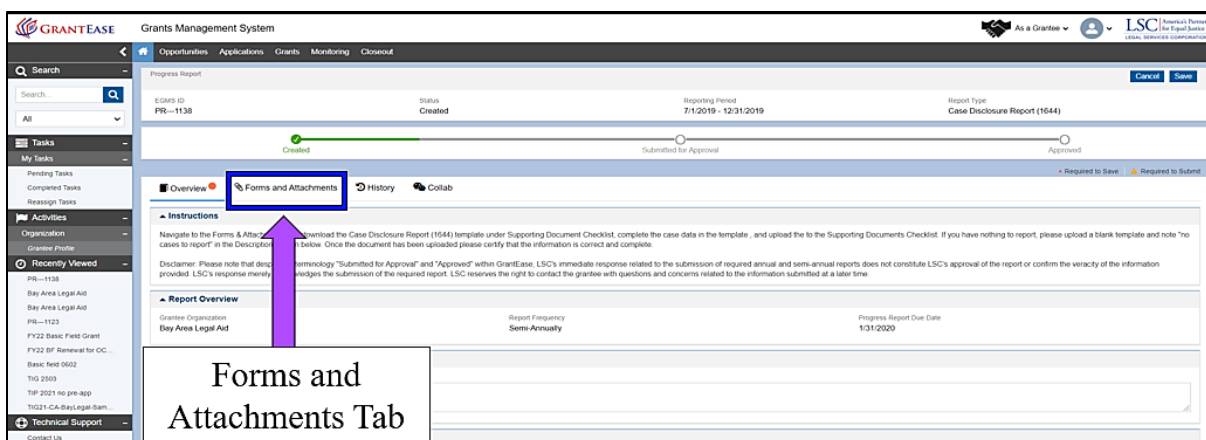 GRANTEASE
Grants Management System
As a Grantee
LSC America's Partner for Equal Justice
LEGAL SERVICES CORPORATION
Opportunities Applications Grants Monitoring Closeout
Search
Search...
All
Tasks
My Tasks
Pending Tasks
Completed Tasks
Reassign Tasks
Activities
Organization
Grantee Profile
Recently Viewed
PR---1138
Bay Area Legal Aid
Bay Area Legal Aid
PR---1123
FY22 Basic Field Grant
FY22 BF Renewal for OC...
Basic field 0602
TIG 2503
TIP 2021 no pre-app
TIG21-CA-BayLegal-Sam...
Technical Support
Contact Us
Progress Report
Cancel Save
EGMS ID Status Reporting Period Report Type
PR---1138 Created 7/1/2019 - 12/31/2019 Case Disclosure Report (1644)
Created Submitted for Approval Approved
Required to Save Required to Submit
Overview Forms and Attachments History Collab
Instructions
Navigate to the Forms & Attach ownload the Case Disclosure Report (1644) template under Supporting Document Checklist, complete the case data in the template , and upload the to the Supporting Documents Checklist. If you have nothing to report, please upload a blank template and note "no
cases to report" in the Description below. Once the document has been uploaded please certify that the information is correct and complete.
Disclaimer: Please note that desp erminology "Submitted for Approval" and "Approved" within GrantEase, LSC's immediate response related to the submission of required annual and semi-annual reports does not constitute LSC's approval of the report or confirm the veracity of the information
provided. LSC's response merely ledges the submission of the required report. LSC reserves the right to contact the grantee with questions and concerns related to the information submitted at a later time.
Report Overview
Grantee Organization Report Frequency Progress Report Due Date
Bay Area Legal Aid Semi-Annually 1/31/2020
Forms and
Attachments Tab